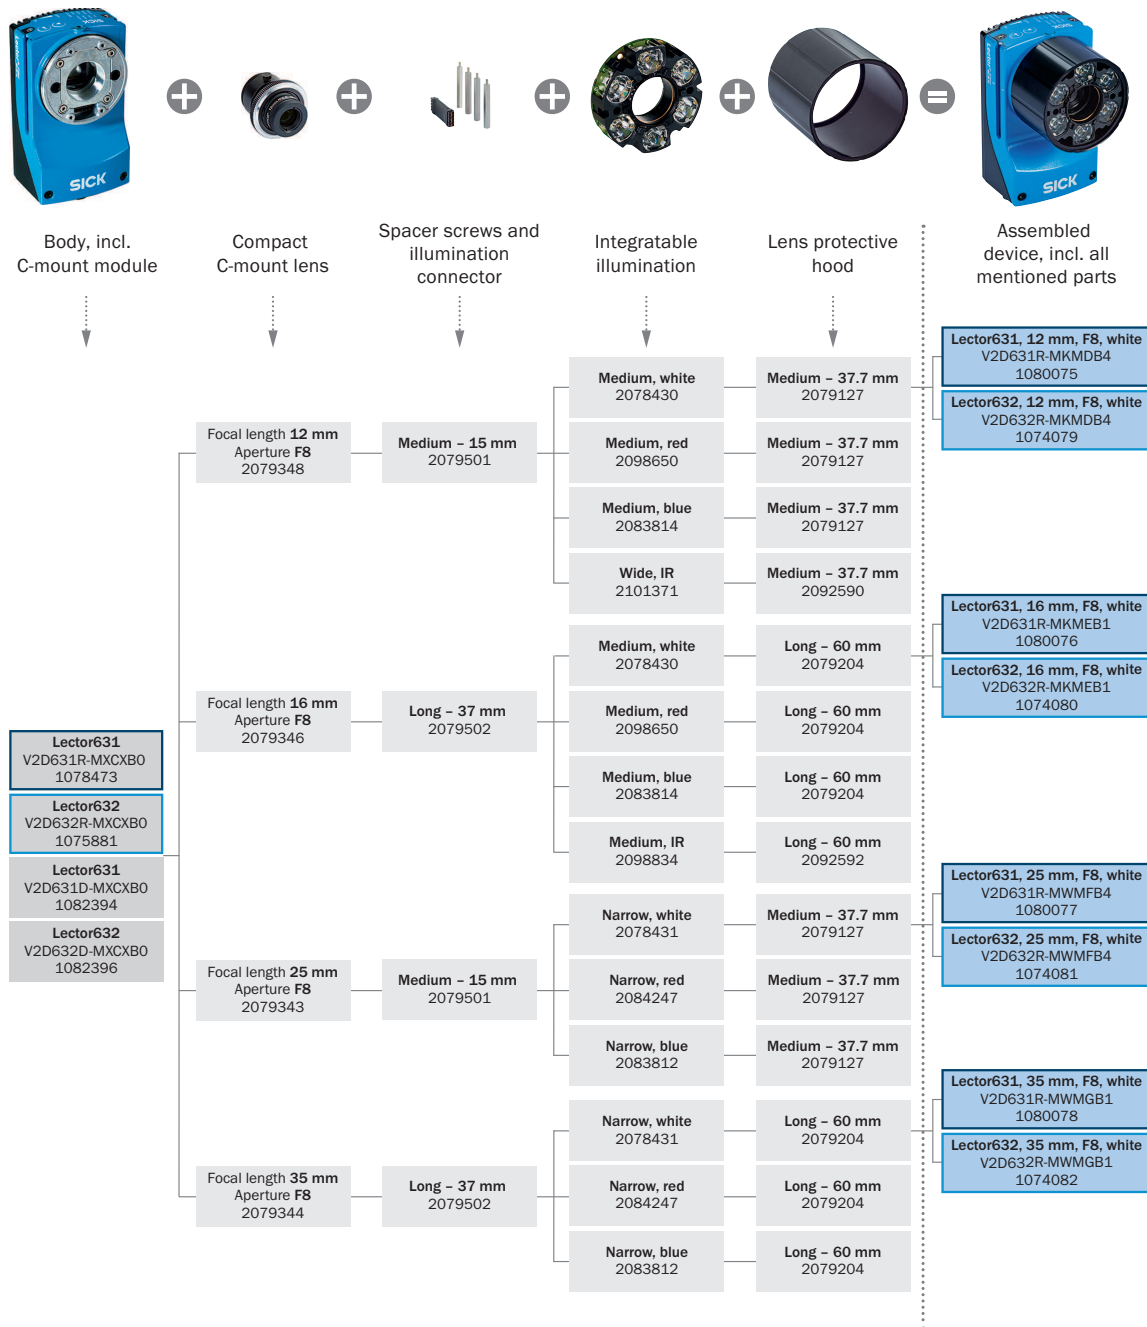 SICK
SICK
SICK
SICK
Body, incl.
C-mount module
Compact
C-mount lens
Spacer screws and
illumination
connector
Integratable
illumination
Lens protective
hood
Assembled
device, incl. all
mentioned parts
Lector631
V2D631R-MXCXB0
1078473
Lector632
V2D632R-MXCXB0
1075881
Lector631
V2D631D-MXCXB0
1082394
Lector632
V2D632D-MXCXB0
1082396
Focal length 12 mm
Aperture F8
2079348
Medium – 15 mm
2079501
Medium, white
2078430
Medium – 37.7 mm
2079127
Medium, red
2098650
Medium – 37.7 mm
2079127
Medium, blue
2083814
Medium – 37.7 mm
2079127
Wide, IR
2101371
Medium – 37.7 mm
2092590
Lector631, 12 mm, F8, white
V2D631R-MKMDB4
1080075
Lector632, 12 mm, F8, white
V2D632R-MKMDB4
1074079
Focal length 16 mm
Aperture F8
2079346
Long – 37 mm
2079502
Medium, white
2078430
Long – 60 mm
2079204
Medium, red
2098650
Long – 60 mm
2079204
Medium, blue
2083814
Long – 60 mm
2079204
Medium, IR
2098834
Long – 60 mm
2092592
Lector631, 16 mm, F8, white
V2D631R-MKMEB1
1080076
Lector632, 16 mm, F8, white
V2D632R-MKMEB1
1074080
Focal length 25 mm
Aperture F8
2079343
Medium – 15 mm
2079501
Narrow, white
2078431
Medium – 37.7 mm
2079127
Narrow, red
2084247
Medium – 37.7 mm
2079127
Narrow, blue
2083812
Medium – 37.7 mm
2079127
Lector631, 25 mm, F8, white
V2D631R-MWMFB4
1080077
Lector632, 25 mm, F8, white
V2D632R-MWMFB4
1074081
Focal length 35 mm
Aperture F8
2079344
Long – 37 mm
2079502
Narrow, white
2078431
Long – 60 mm
2079204
Narrow, red
2084247
Long – 60 mm
2079204
Narrow, blue
2083812
Long – 60 mm
2079204
Lector631, 35 mm, F8, white
V2D631R-MWMGB1
1080078
Lector632, 35 mm, F8, white
V2D632R-MWMGB1
1074082